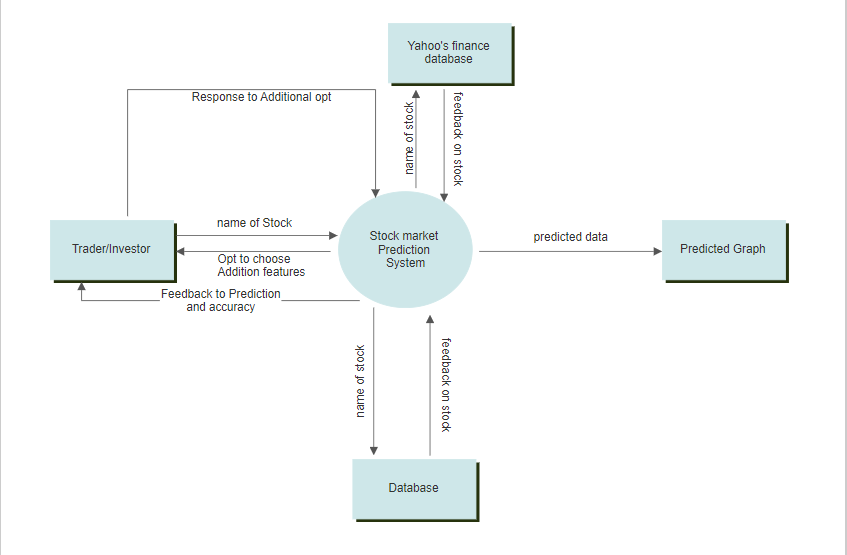 Yahoo's finance
database
Response to Additional opt
name of stock
feedback on stock
name of Stock
Trader/Investor
Opt to choose
Addition features
Feedback to Prediction
and accuracy
Stock market
Prediction
System
predicted data
Predicted Graph
name of stock
feedback on stock
Database